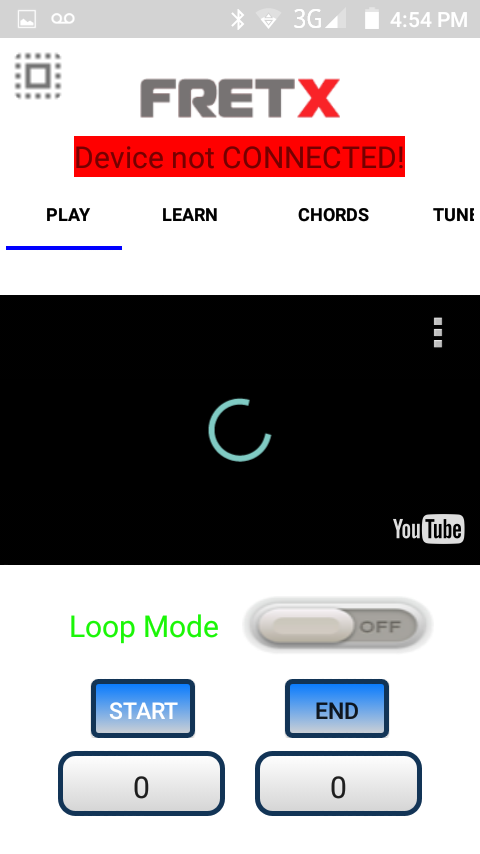 3G 4:54 PM
FRETX
Device not CONNECTED!
PLAY LEARN CHORDS TUNE
YouTube
Loop Mode OFF
START END
0 0